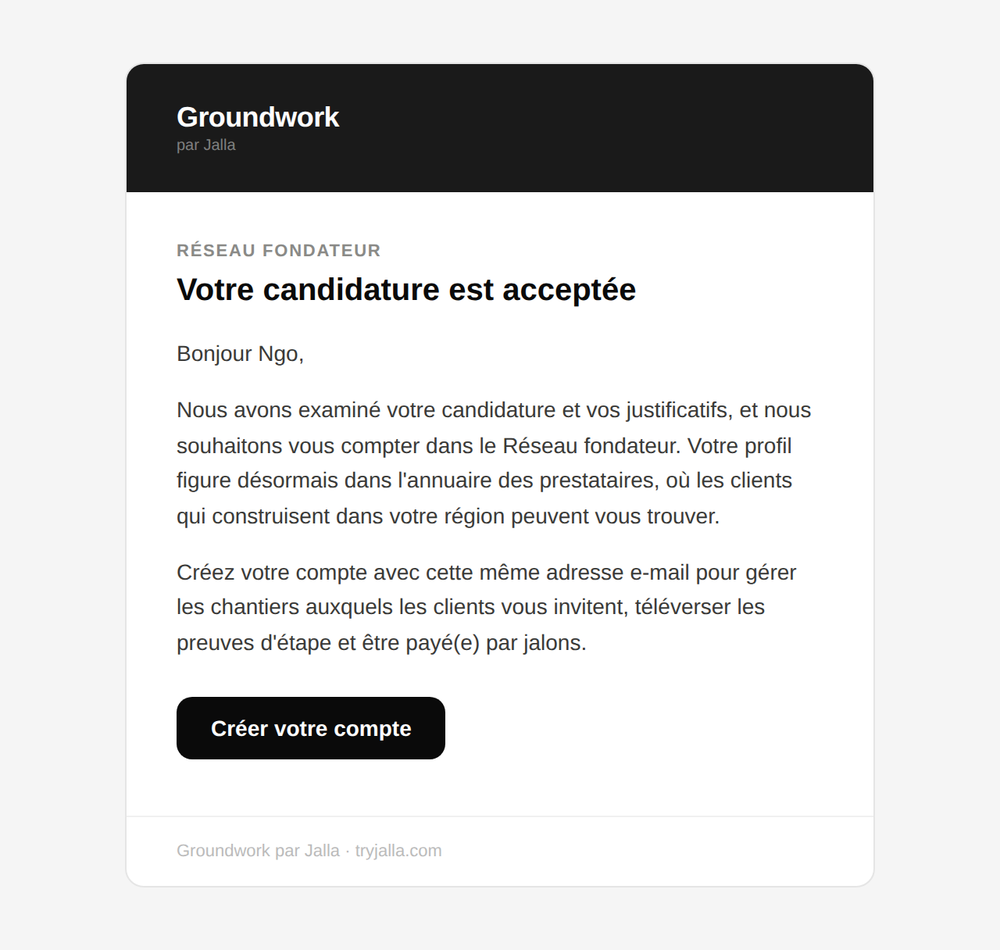 Groundwork
par Jalla
RÉSEAU FONDATEUR
Votre candidature est acceptée
Bonjour Ngo,
Nous avons examiné votre candidature et vos justificatifs, et nous
souhaitons vous compter dans le Réseau fondateur. Votre profil
figure désormais dans l'annuaire des prestataires, où les clients
qui construisent dans votre région peuvent vous trouver.
Créez votre compte avec cette même adresse e-mail pour gérer
les chantiers auxquels les clients vous invitent, téléverser les
preuves d'étape et être payé(e) par jalons.
Créer votre compte
Groundwork par Jalla · tryjalla.com